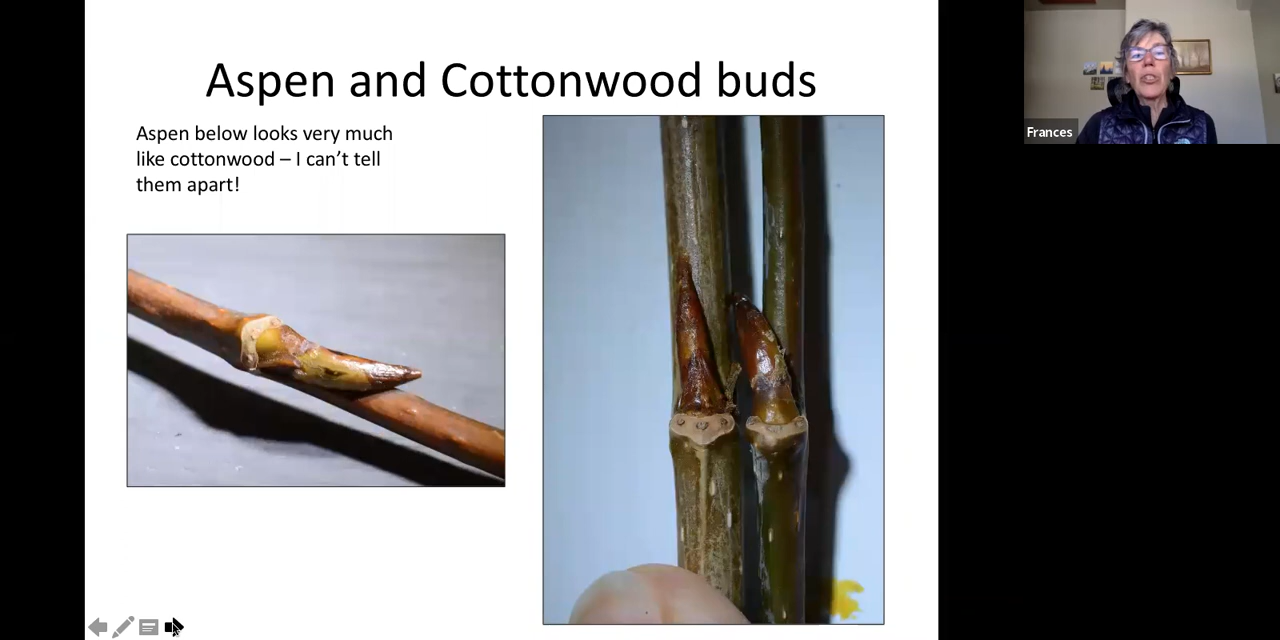 Aspen and Cottonwood buds
Aspen below looks very much
like cottonwood – I can’t tell
them apart!
Frances